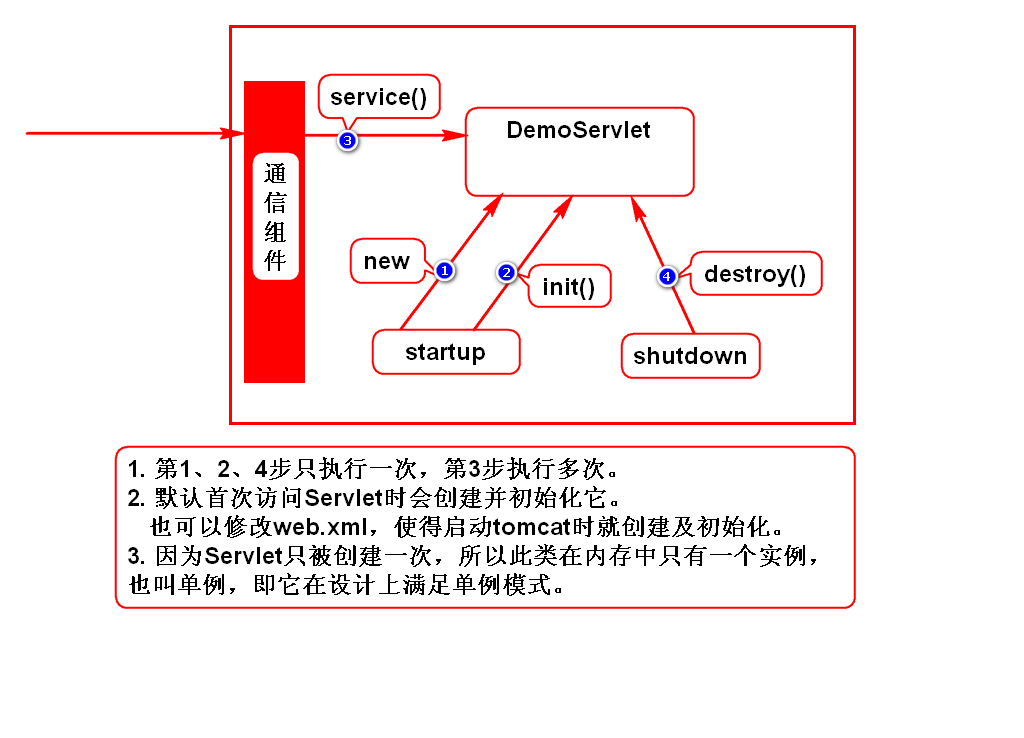 service()
DemoServlet
3
通
信
组
件
new
1
2
init()
4
destroy()
startup
shutdown
1. 第1、2、4步只执行一次，第3步执行多次。
2. 默认首次访问Servlet时会创建并初始化它。
也可以修改web.xml，使得启动tomcat时就创建及初始化。
3. 因为Servlet只被创建一次，所以此类在内存中只有一个实例，
也叫单例，即它在设计上满足单例模式。